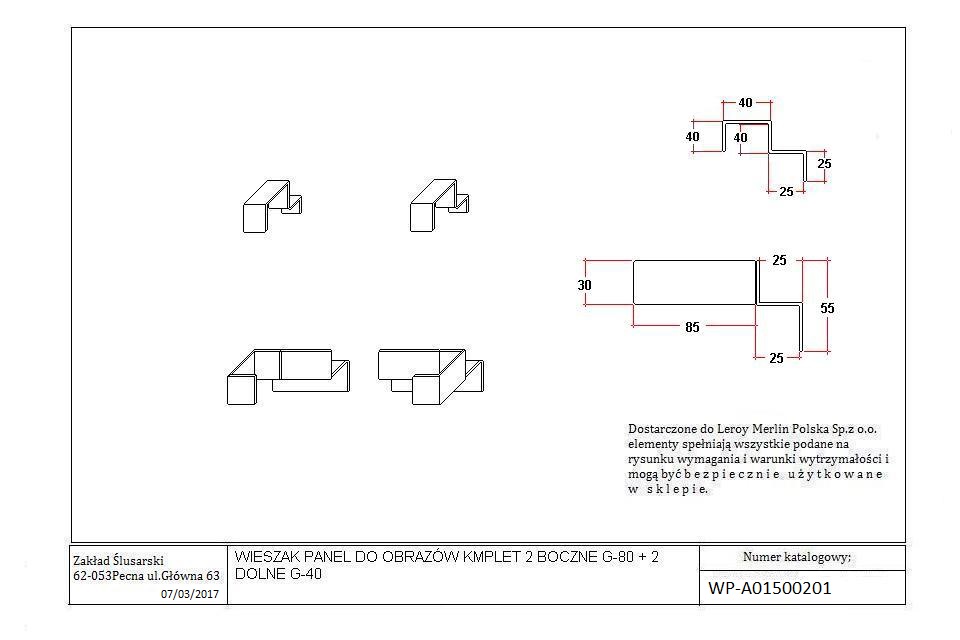 40
40
40
25
25
25
30
55
85
25
Dostarczone do Leroy Merlin Polska Sp.z o.o.
elementy spełniają wszystkie podane na
rysunku wymagania i warunki wytrzymałości i
mogą być b e z p i e c z n i e u ż y t k o w a n e
w s k l e p i e.
Zakład Ślusarski
62-053Pecna ul.Główna 63
07/03/2017
WIESZAK PANEL DO OBRAZÓW KMPLET 2 BOCZNE G-80 + 2
DOLNE G-40
Numer katalogowy;
WP-A01500201